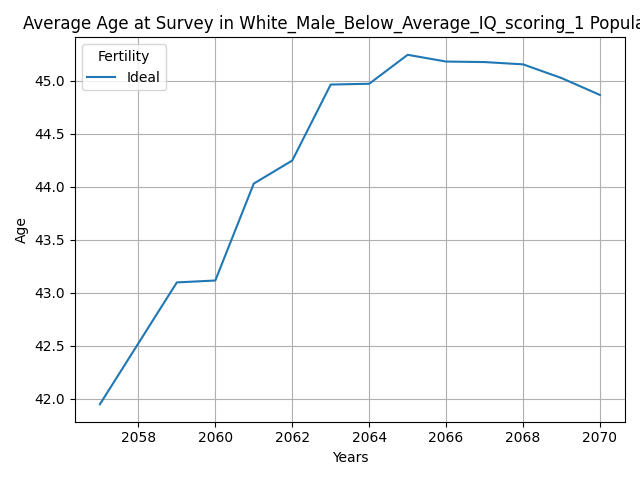 Average Age at Survey in White_Male_Below_Average_IQ_scoring_1 Popula
Fertility
Ideal
45.0
44.5
44.0
43.5
43.0
42.5
42.0
Age
2058 2060 2062 2064 2066 2068 2070
Years